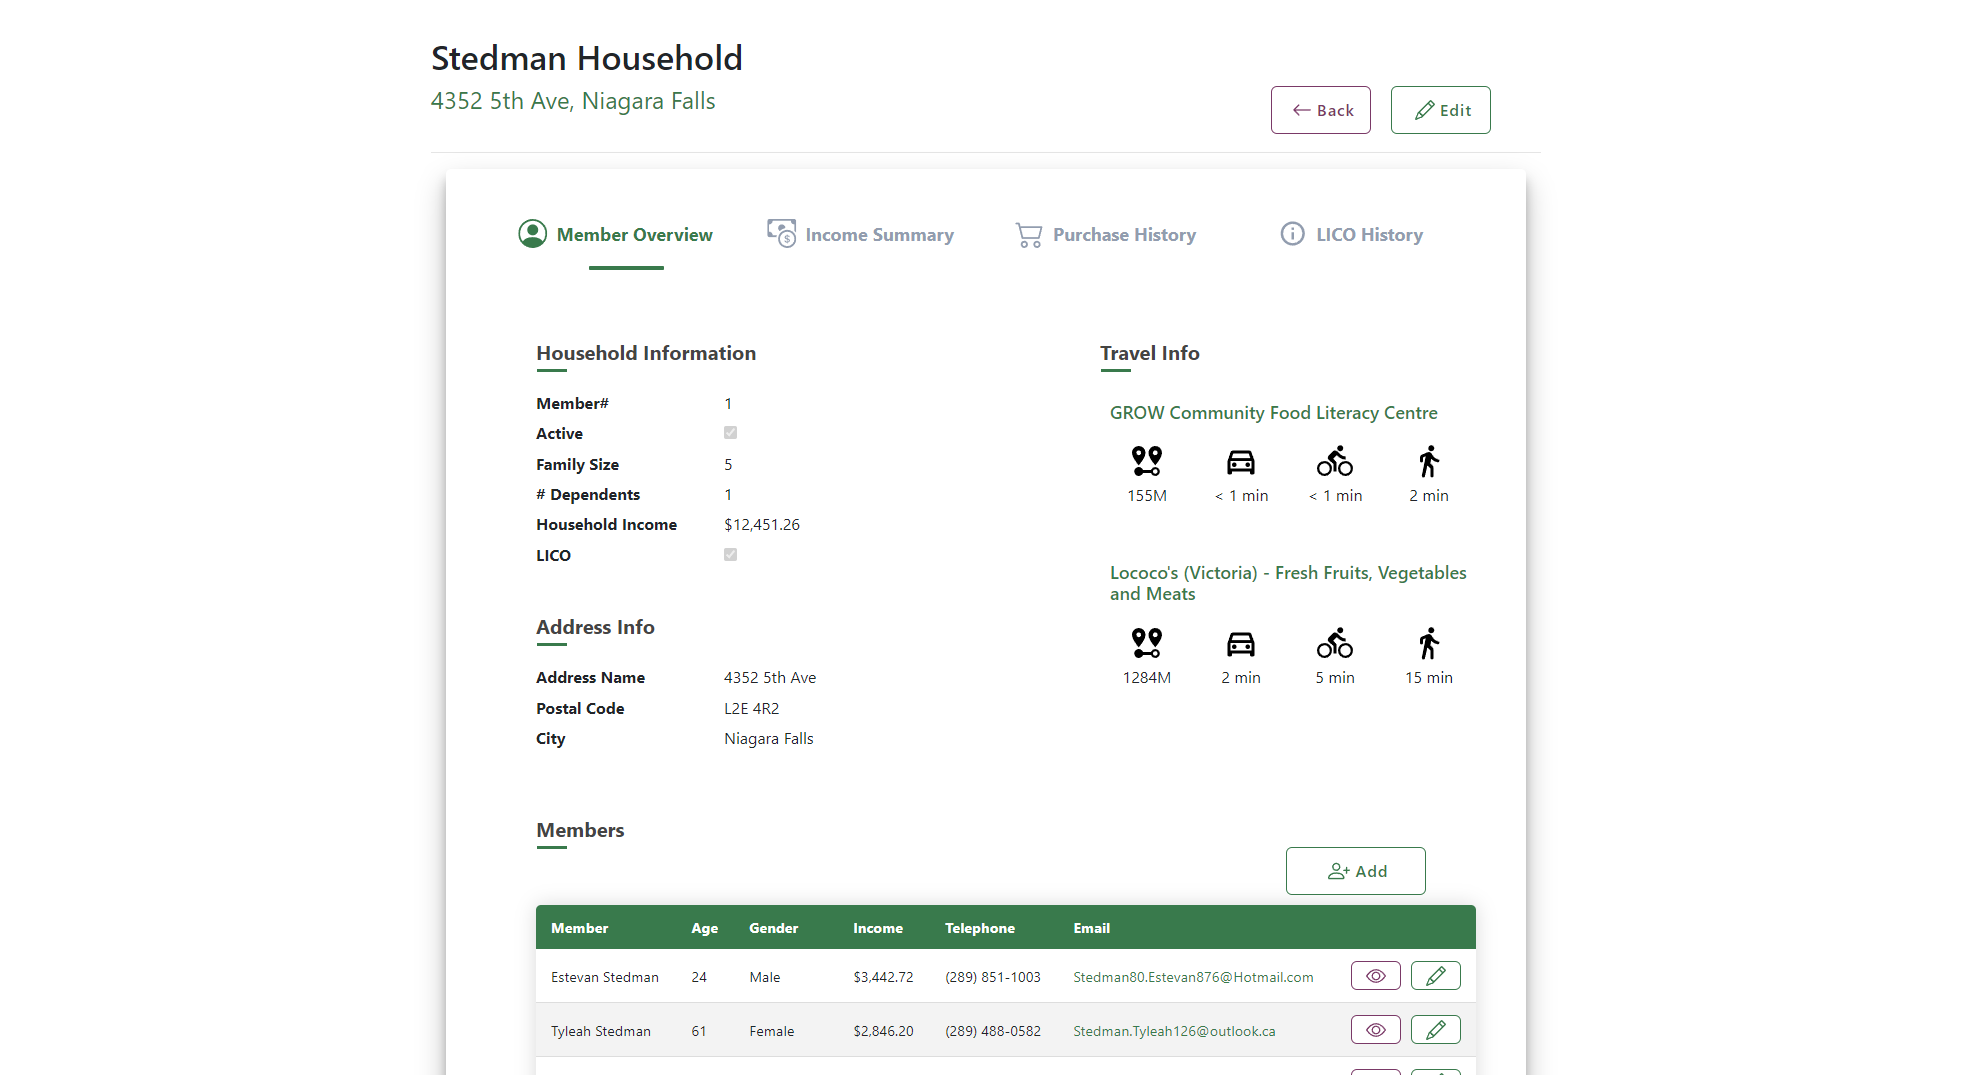 Stedman Household
4352 5th Ave, Niagara Falls
Back
Edit
Member Overview
Income Summary
Purchase History
LICO History
Household Information
Member# 1
Active
Family Size 5
# Dependents 1
Household Income $12,451.26
LICO
Address Info
Address Name 4352 5th Ave
Postal Code L2E 4R2
City Niagara Falls
Travel Info
GROW Community Food Literacy Centre
155M < 1 min < 1 min 2 min
Lococo's (Victoria) - Fresh Fruits, Vegetables
and Meats
1284M 2 min 5 min 15 min
Members
Add
Member Age Gender Income Telephone Email
Estevan Stedman 24 Male $3,442.72 (289) 851-1003 Stedman80.Estevan876@Hotmail.com
Tyleah Stedman 61 Female $2,846.20 (289) 488-0582 Stedman.Tyleah126@outlook.ca